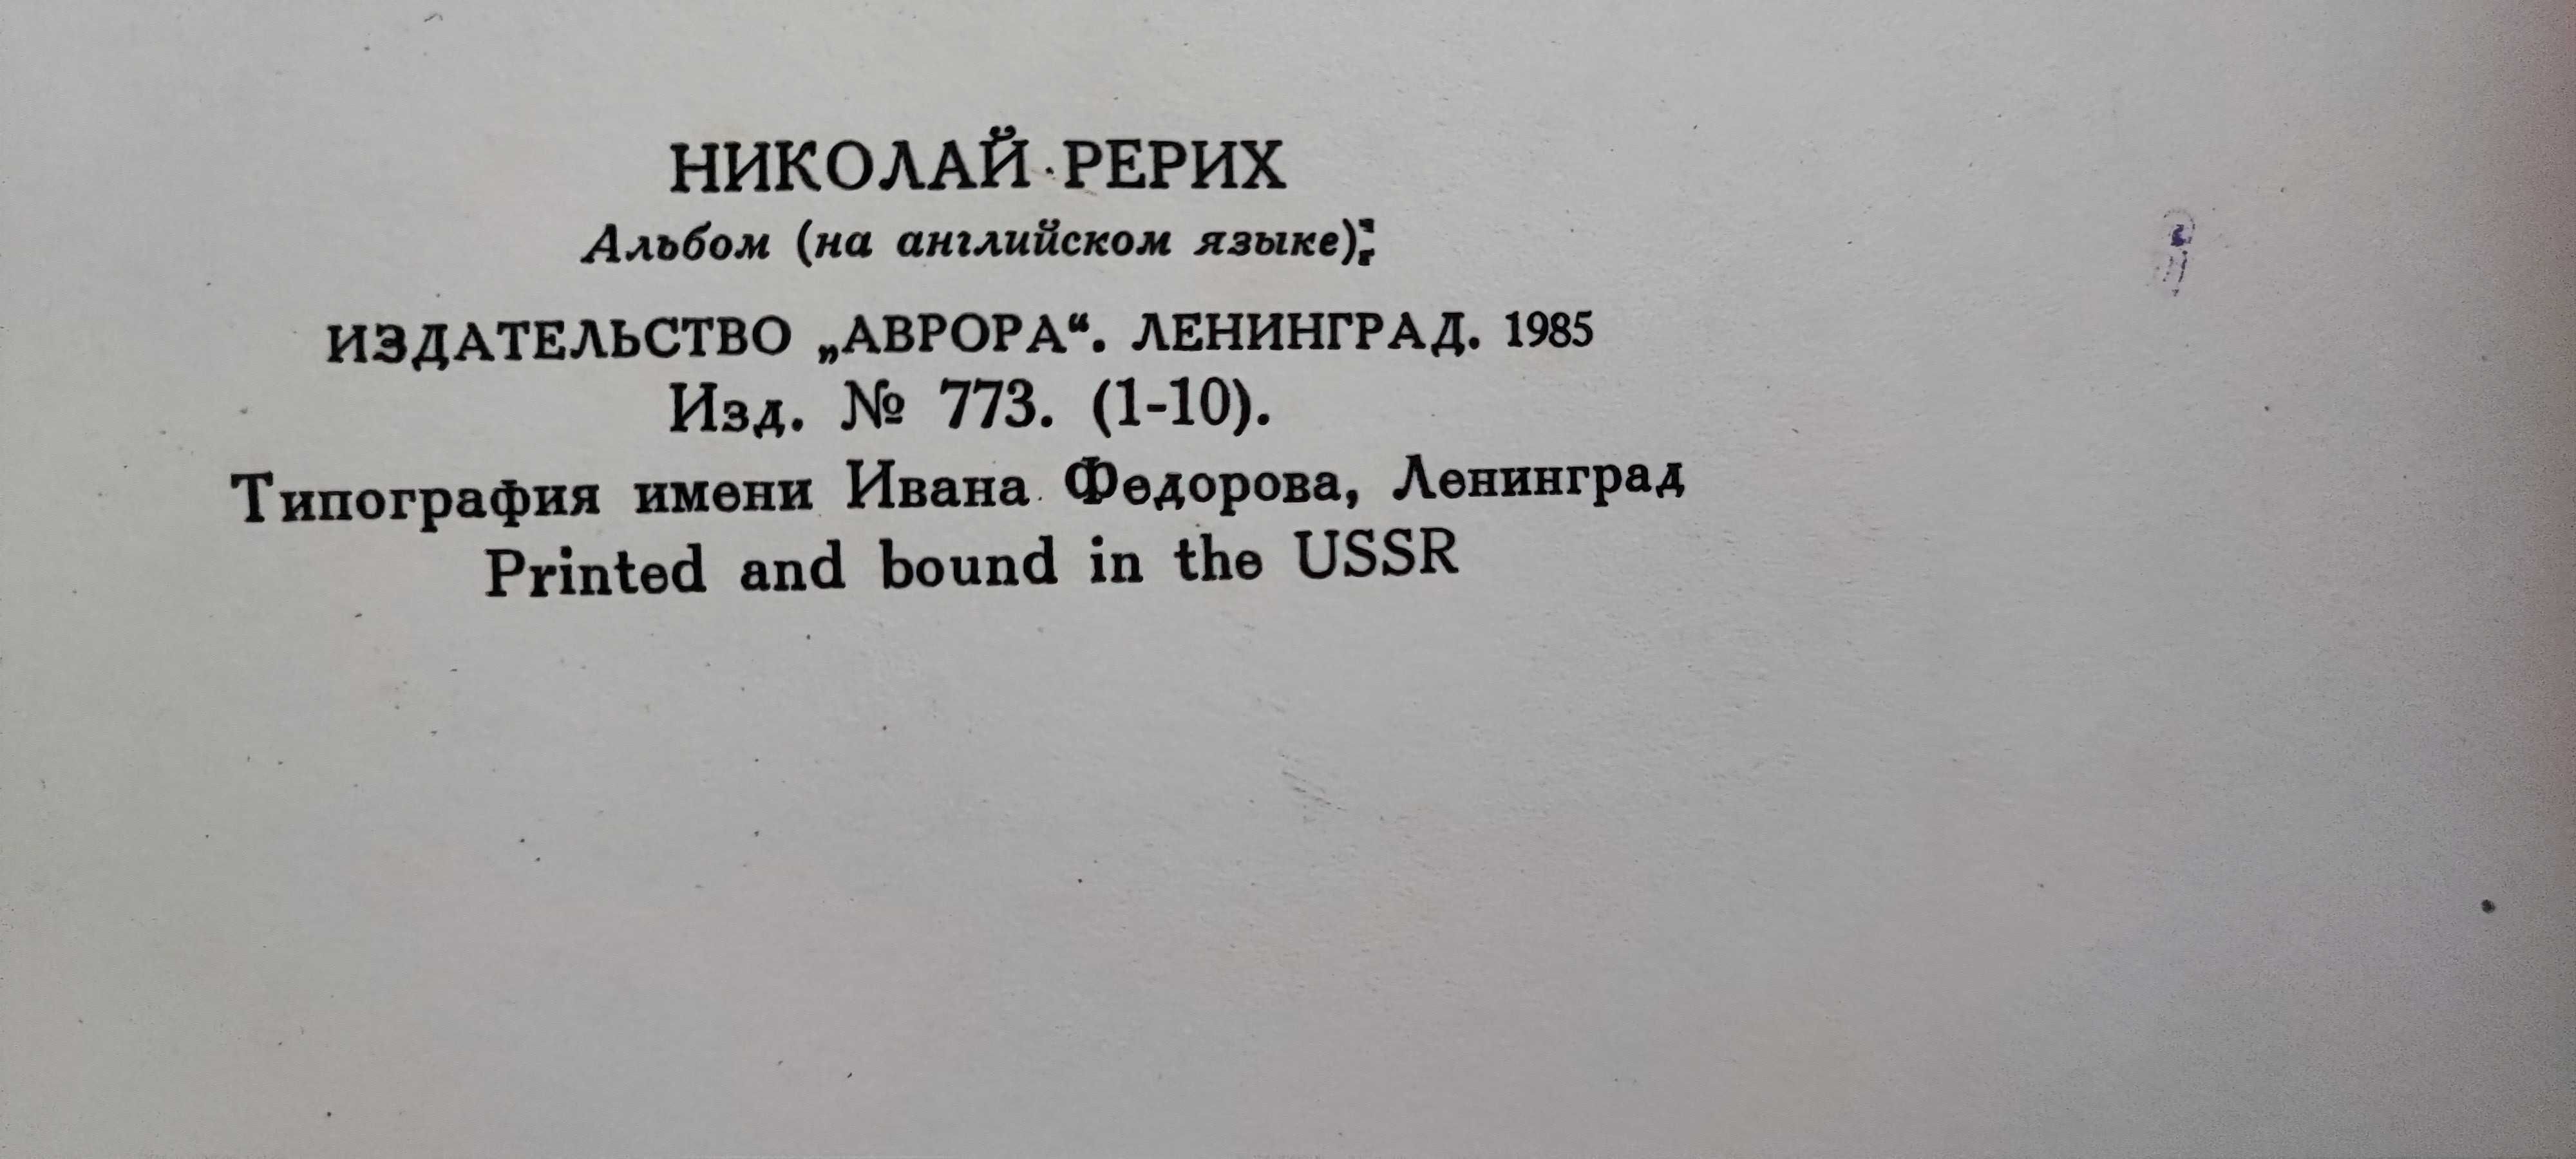 НИКОЛАЙ РЕРИХ
Альбом (на английском языке);
ИЗДАТЕЛЬСТВО „АВРОРА“. ЛЕНИНГРАД. 1985
Изд. № 773. (1-10).
Типография имени Ивана Федорова, Ленинград
Printed and bound in the USSR